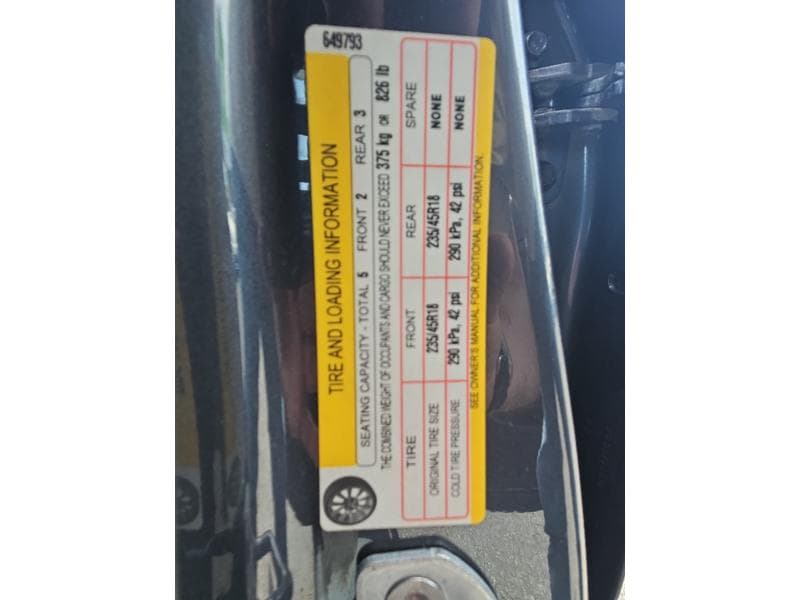 649793
TIRE AND LOADING INFORMATION
SEATING CAPACITY - TOTAL 5 FRONT 2 REAR 3
THE COMBINED WEIGHT OF OCCUPANTS AND CARGO SHOULD NEVER EXCEED 375 kg OR 826 lb
TIRE FRONT REAR SPARE
ORIGINAL TIRE SIZE 235/45R18 235/45R18 NONE
COLD TIRE PRESSURE 290 kPa, 42 psi 290 kPa, 42 psi NONE
SEE OWNER'S MANUAL FOR ADDITIONAL INFORMATION.